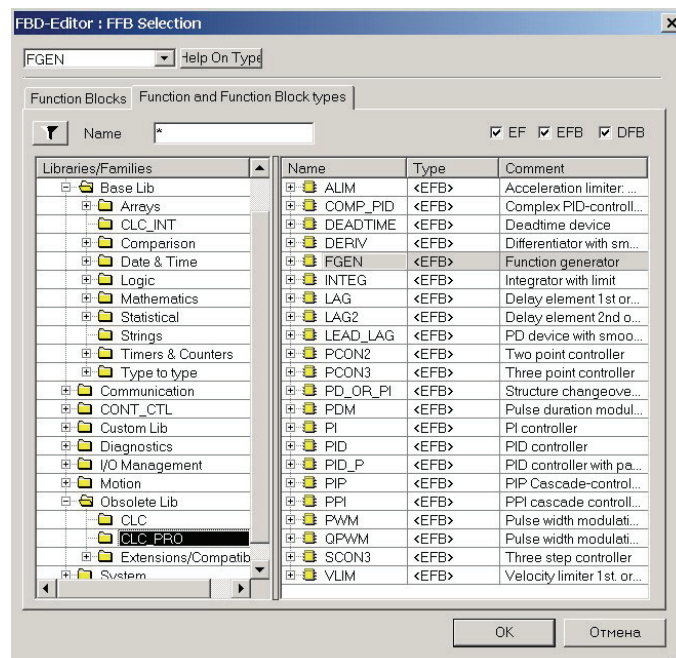 FBD-Editor : FFB Selection
FGEN
Help On Type
Function Blocks
Function and Function Block types
Name
*
EF
EFB
DFB
Libraries/Families
Base Lib
Arrays
CLC_INT
Comparison
Date & Time
Logic
Mathematics
Statistical
Strings
Timers & Counters
Type to type
Communication
CONT_CTL
Custom Lib
Diagnostics
I/O Management
Motion
Obsolete Lib
CLC
CLC_PRO
Extensions/Compatib
System
Name Type Comment
ALIM <EFB> Acceleration limiter: ...
COMP_PID <EFB> Complex PID-controll...
DEADTIME <EFB> Deadtime device
DERIV <EFB> Differentiator with sm...
FGEN <EFB> Function generator
INTEG <EFB> Integrator with limit
LAG <EFB> Delay element 1st or...
LAG2 <EFB> Delay element 2nd o...
LEAD_LAG <EFB> PD device with smoo...
PCON2 <EFB> Two point controller
PCON3 <EFB> Three point controller
PD_OR_PI <EFB> Structure changeove...
PDM <EFB> Pulse duration modul...
PI <EFB> PI controller
PID <EFB> PID controller
PID_P <EFB> PID controller with pa...
PIP <EFB> PIP Cascade-control...
PPI <EFB> PPI cascade controll...
PWM <EFB> Pulse width modulati...
QPWM <EFB> Pulse width modulati...
SCON3 <EFB> Three step controller
VLIM <EFB> Velocity limiter 1st. or...
OK
Отмена